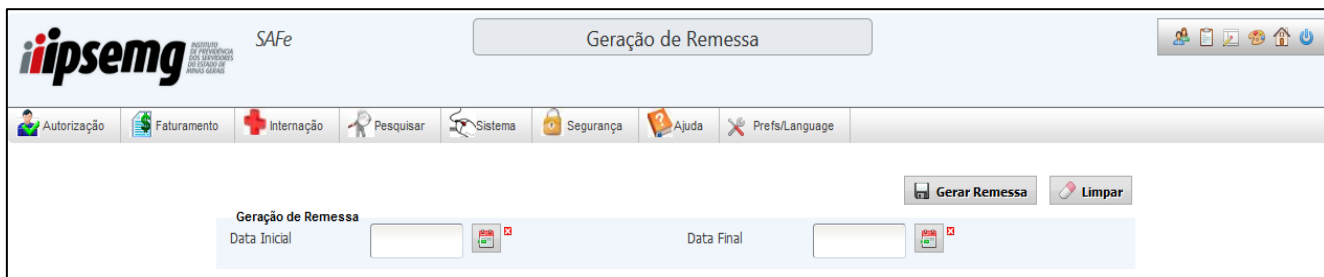 iipsemg
INSTITUTO
DE PREVIDÊNCIA
DOS SERVIDORES
DO ESTADO DE
MINAS GERAIS
SAFe
Geração de Remessa
Autorização Faturamento Internação Pesquisar Sistema Segurança Ajuda Prefs/Language
Gerar Remessa Limpar
Geração de Remessa
Data Inicial Data Final